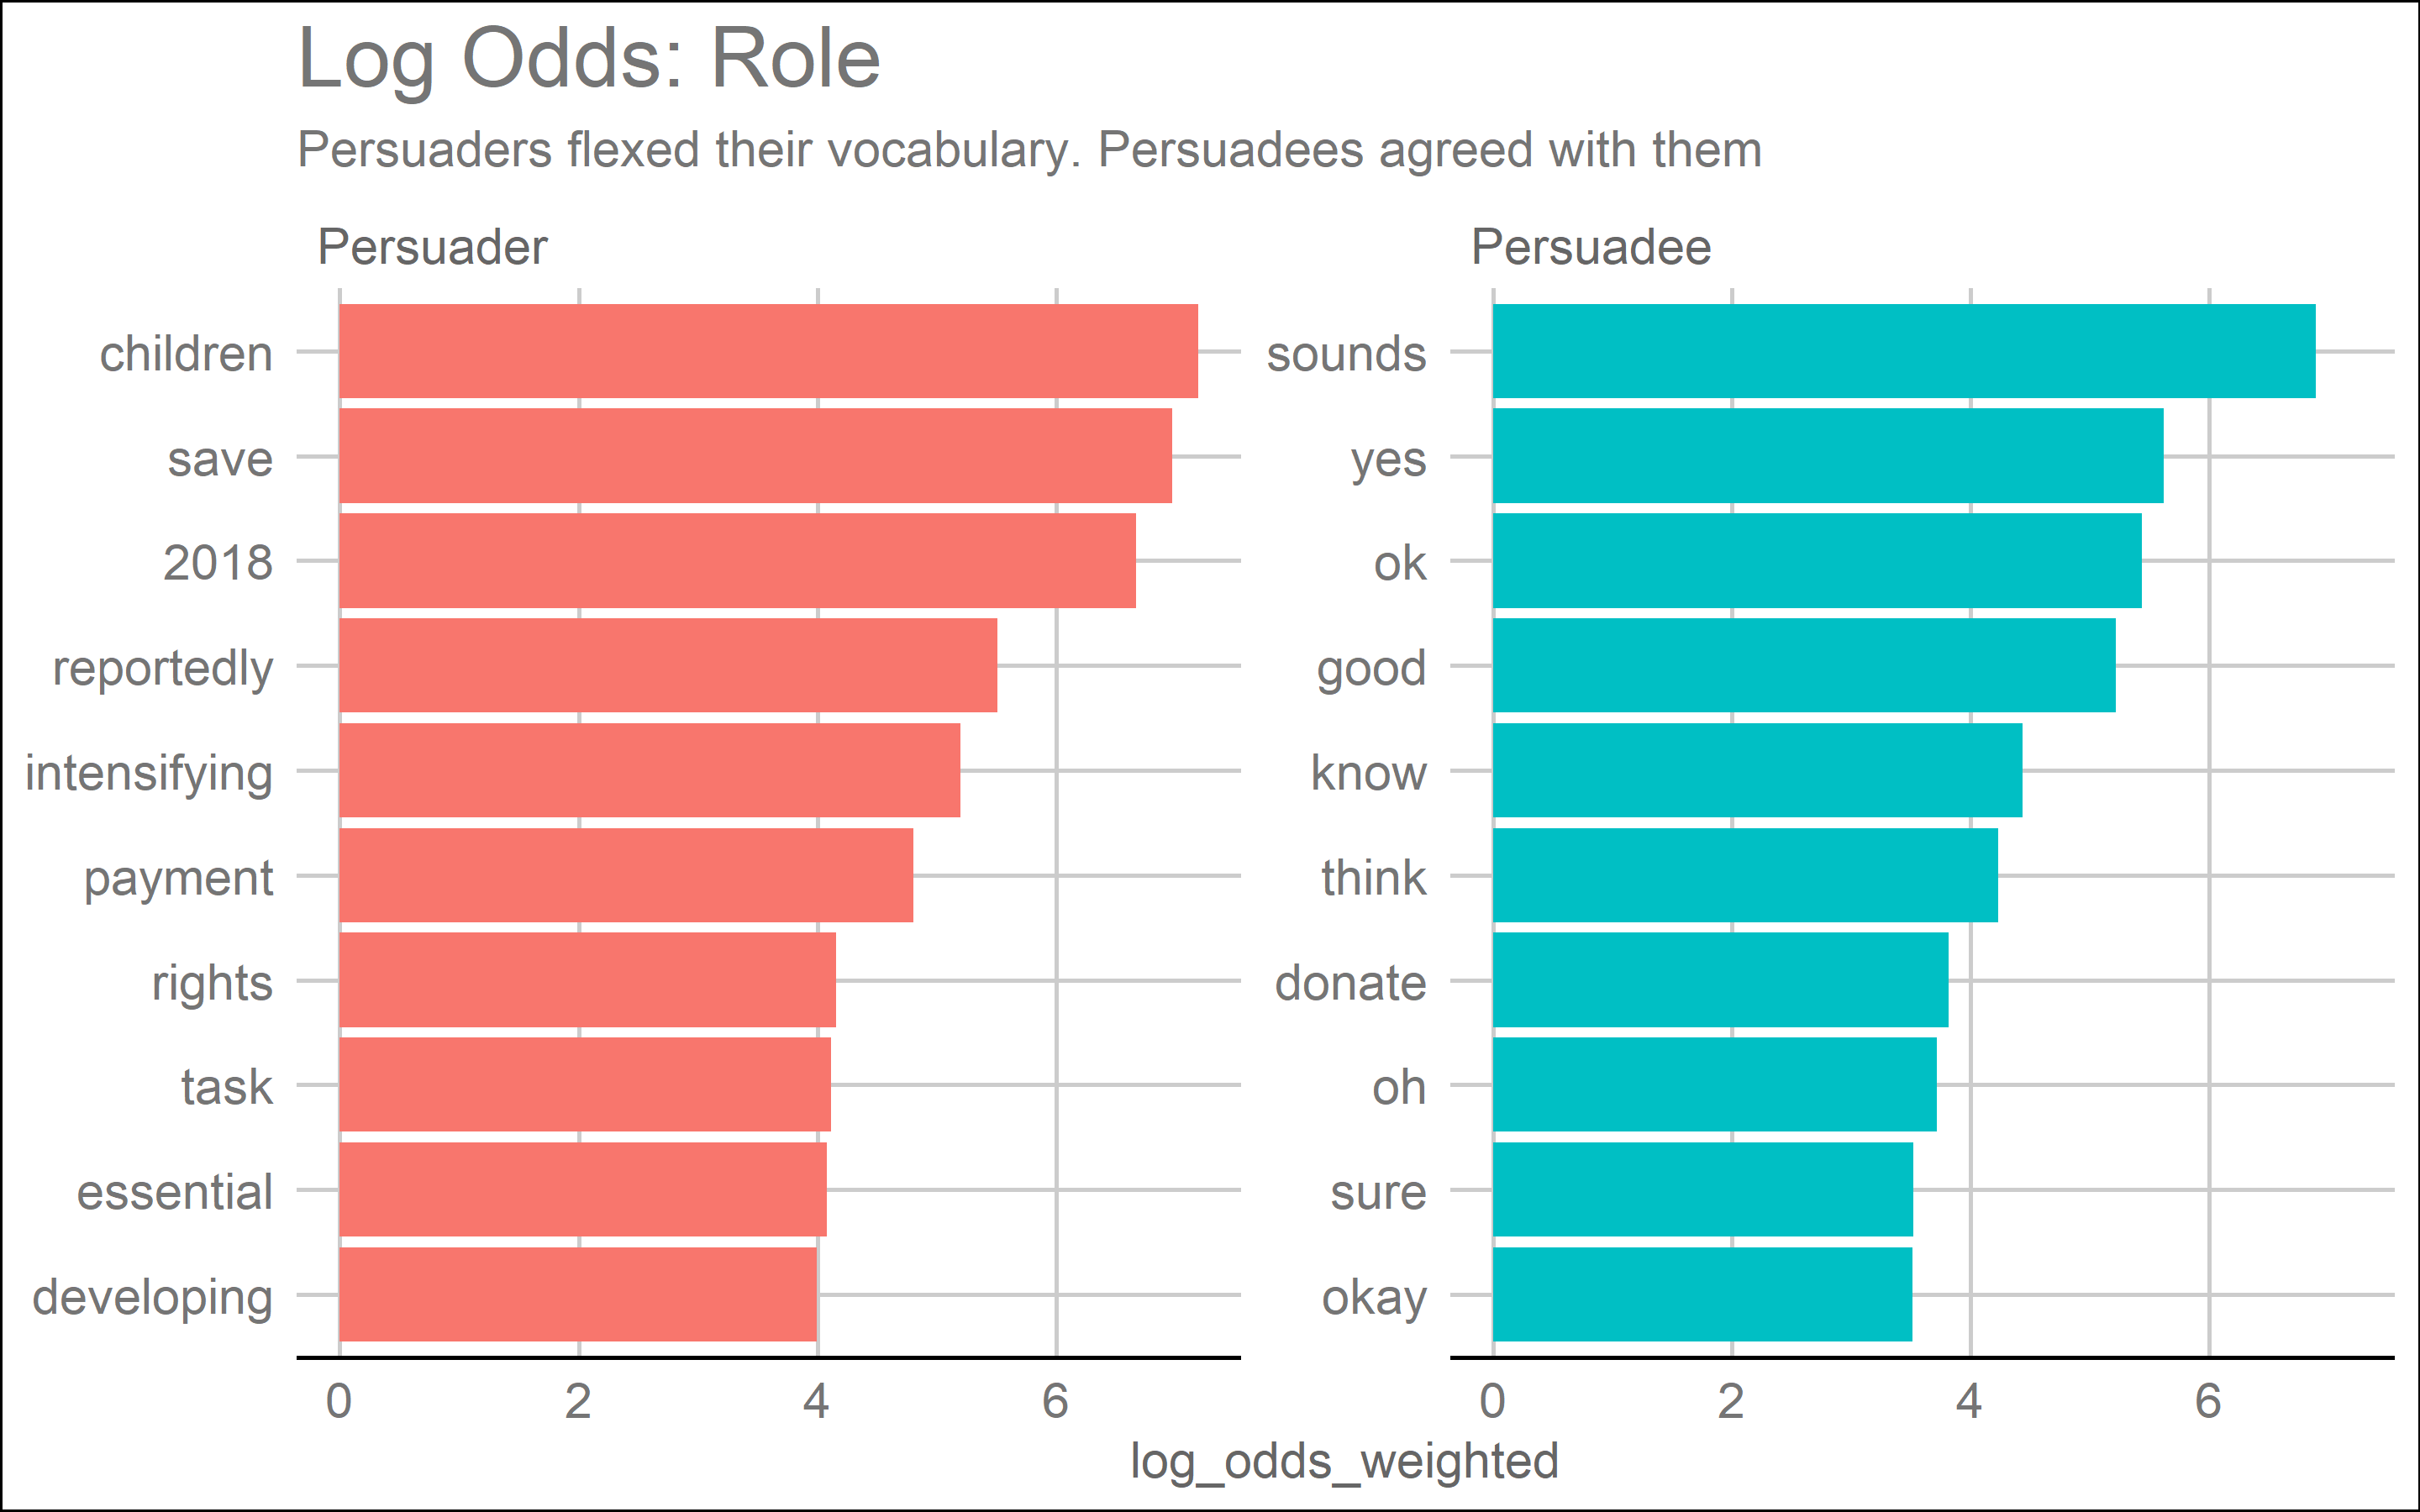 Log Odds: Role
Persuaders flexed their vocabulary. Persuadees agreed with them
Persuader
children
save
2018
reportedly
intensifying
payment
rights
task
essential
developing
0 2 4 6
Persuadee
sounds
yes
ok
good
know
think
donate
oh
sure
okay
0 2 4 6
log_odds_weighted